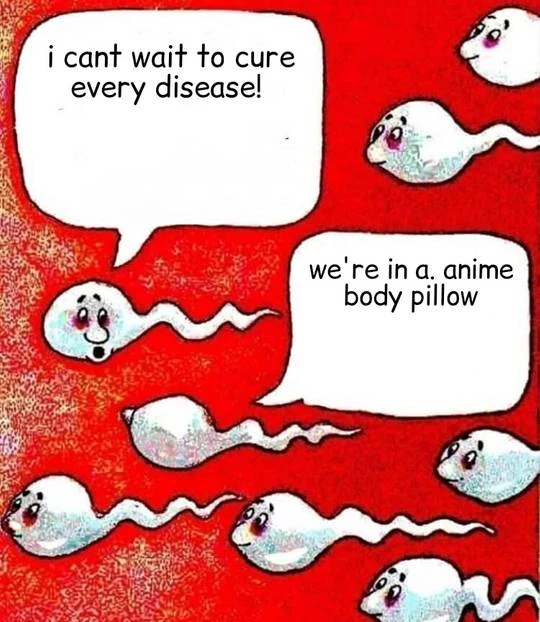 i cant wait to cure
every disease!
we're in a. anime
body pillow